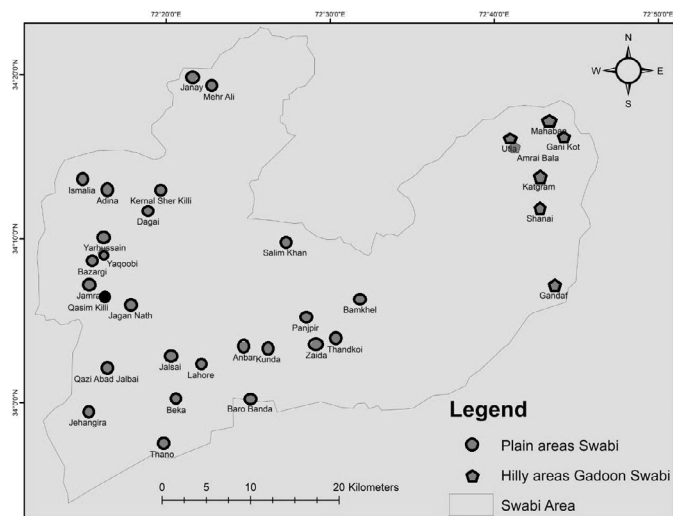 72°20'0"E 72°30'0"E 72°40'0"E 72°50'0"E
34°20'0"N
34°10'0"N
34°0'0"N
N
W E
S
Janay
Mehr Ali
Mahaban
Utla
Gani Kot
Amrai Bala
Katgram
Shanai
Gandaf
Ismalia
Adina
Kernal Sher Killi
Dagai
Yarhussain
Yaqoobi
Bazargi
Salim Khan
Jamra
Qasim Killi
Jagan Nath
Bamkhel
Panjpir
Thandkoi
Zaida
Anbar
Kunda
Jalsai
Lahore
Qazi Abad Jalbai
Beka
Baro Banda
Jehangira
Thano
0 5 10 20 Kilometers
Legend
Plain areas Swabi
Hilly areas Gadoon Swabi
Swabi Area